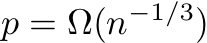 p = Ω(n^{−1/3})